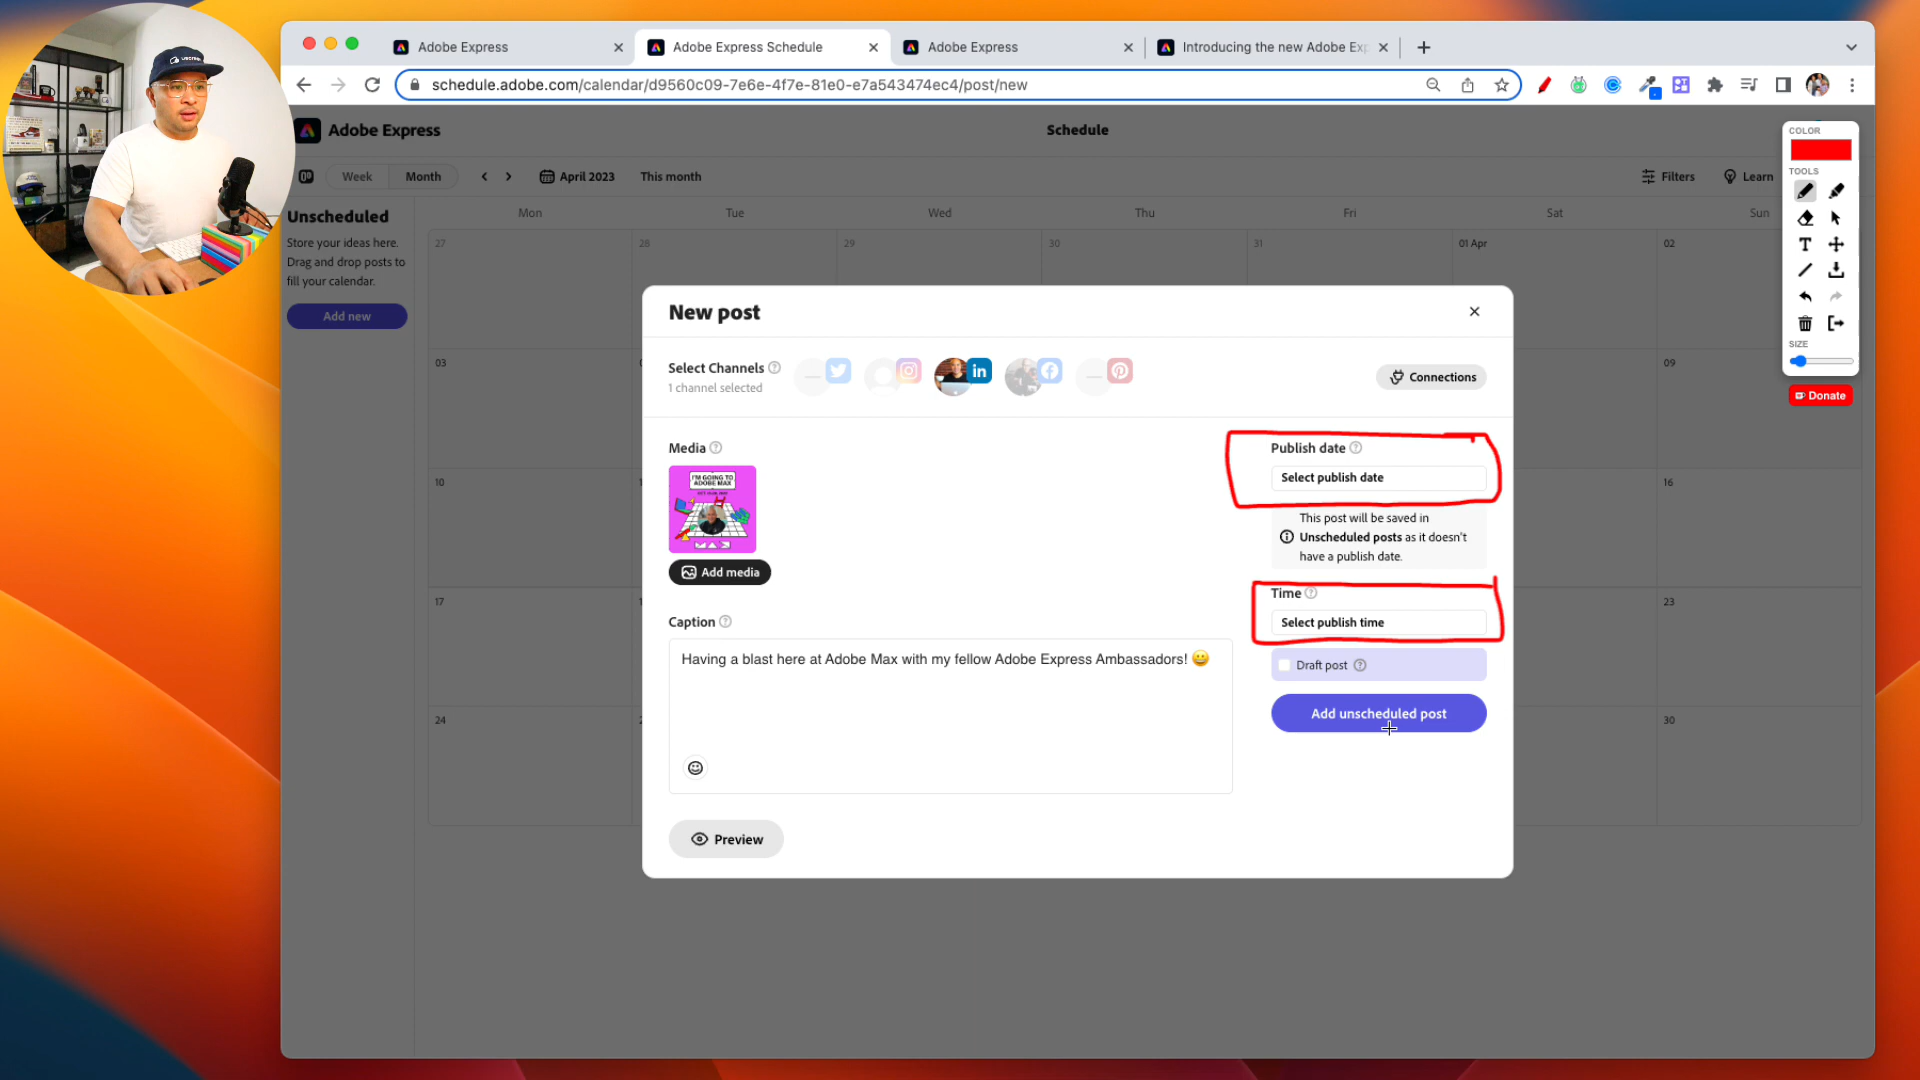 Adobe Express
Adobe Express Schedule
Adobe Express
Introducing the new Adobe Exp
schedule.adobe.com/calendar/d9560c09-7e6e-4f7e-81e0-e7a543474ec4/post/new
Adobe Express
Schedule
Week
Month
April 2023
This month
Filters
Learn
Unscheduled
Store your ideas here.
Drag and drop posts to
fill your calendar.
Add new
Mon
Tue
Wed
Thu
Fri
Sat
Sun
27
28
29
30
31
01 Apr
02
03
09
10
16
17
23
24
30
New post
Select Channels
1 channel selected
in
Connections
Media
I'M GOING TO
ADOBE MAX
Add media
Caption
Having a blast here at Adobe Max with my fellow Adobe Express Ambassadors! 😀
Preview
Publish date
Select publish date
This post will be saved in
Unscheduled posts as it doesn't
have a publish date.
Time
Select publish time
Draft post
Add unscheduled post
COLOR
TOOLS
T
SIZE
Donate